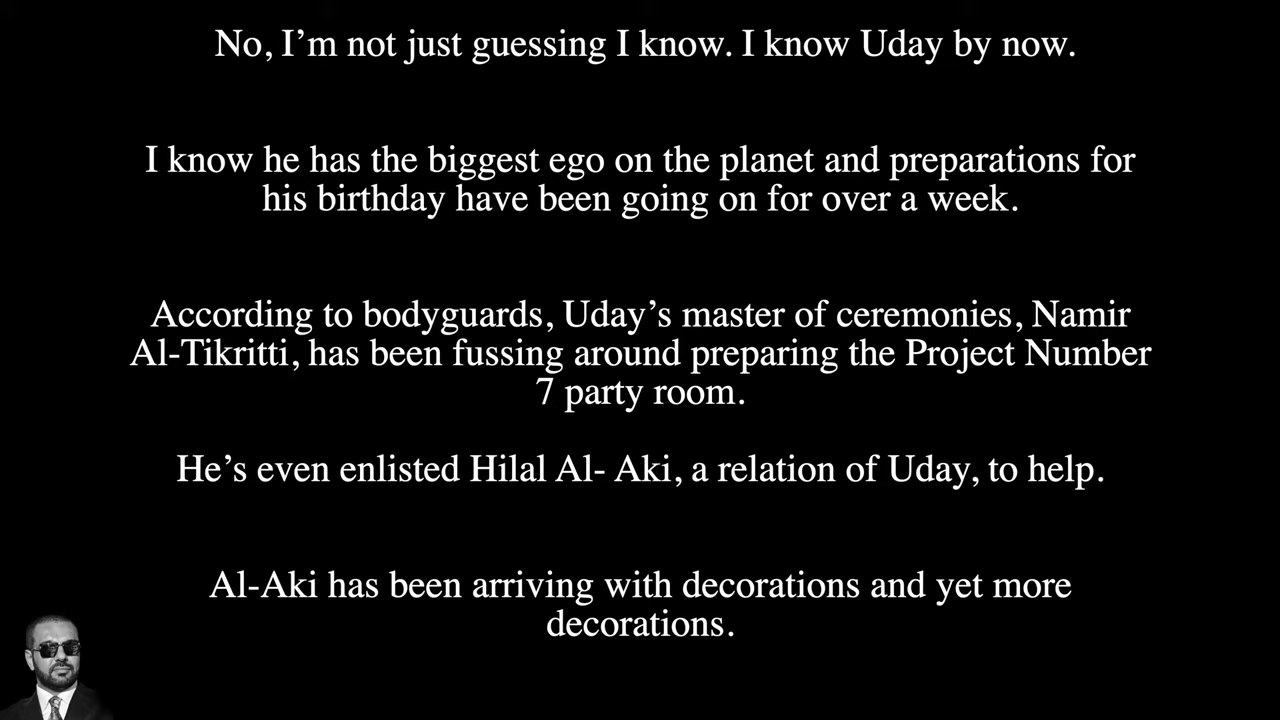 No, I’m not just guessing I know. I know Uday by now.
I know he has the biggest ego on the planet and preparations for
his birthday have been going on for over a week.
According to bodyguards, Uday’s master of ceremonies, Namir
Al-Tikritti, has been fussing around preparing the Project Number
7 party room.
He’s even enlisted Hilal Al- Aki, a relation of Uday, to help.
Al-Aki has been arriving with decorations and yet more
decorations.